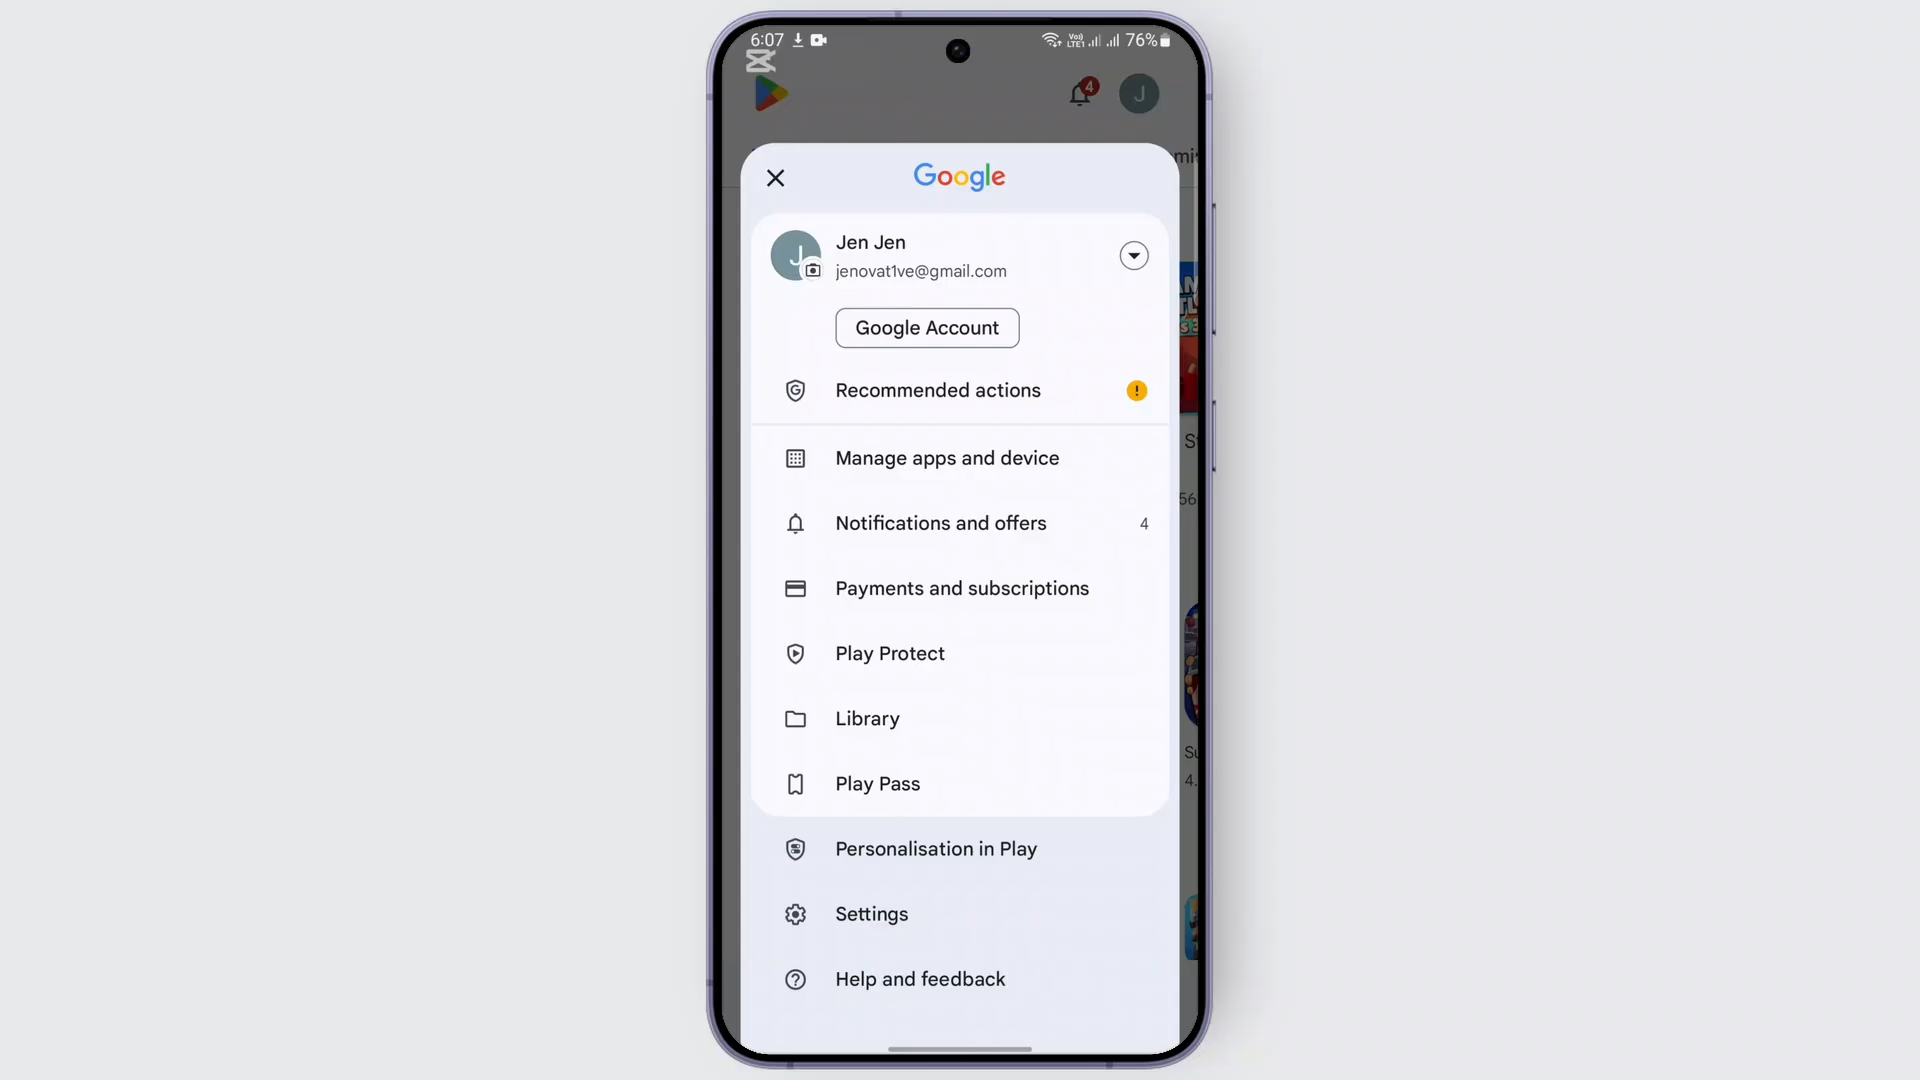 6:07
VoLTE1
76%
4
J
Google
J
Jen Jen
jenovat1ve@gmail.com
Google Account
Recommended actions
Manage apps and device
Notifications and offers 4
Payments and subscriptions
Play Protect
Library
Play Pass
Personalisation in Play
Settings
Help and feedback